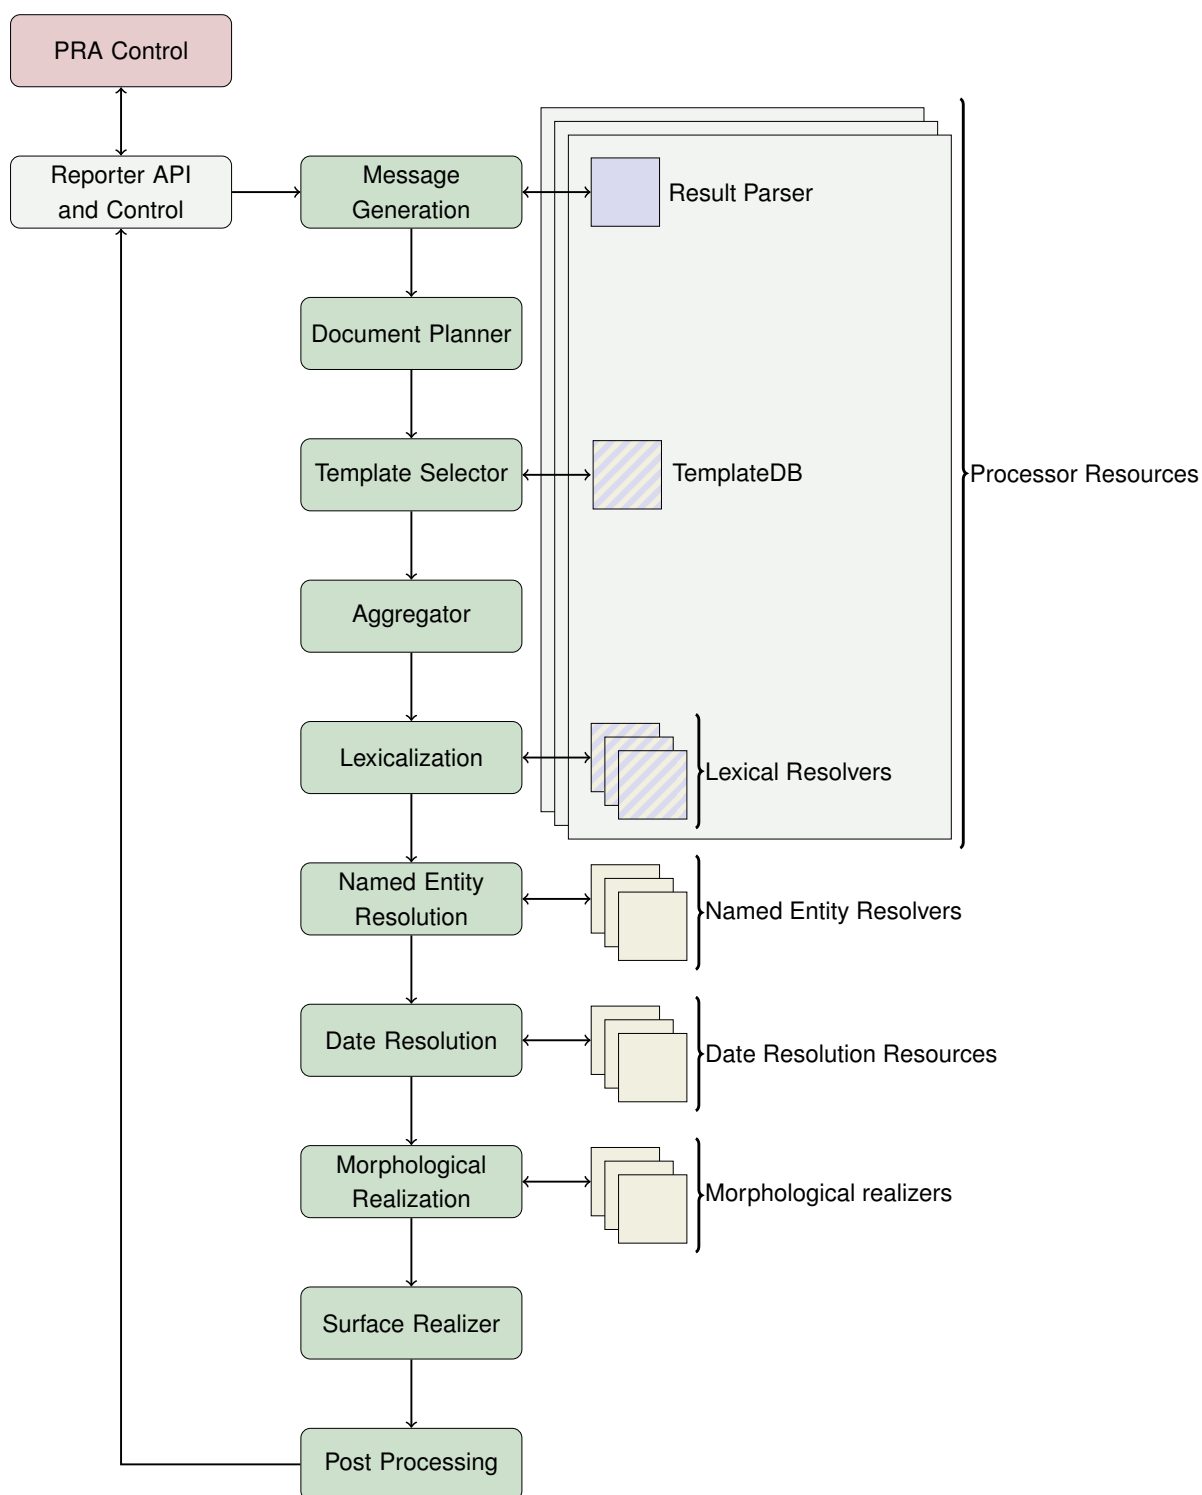 PRA Control
Reporter API
and Control
Message
Generation
Result Parser
Document Planner
Template Selector
TemplateDB
Processor Resources
Aggregator
Lexicalization
Lexical Resolvers
Named Entity
Resolution
Named Entity Resolvers
Date Resolution
Date Resolution Resources
Morphological
Realization
Morphological realizers
Surface Realizer
Post Processing